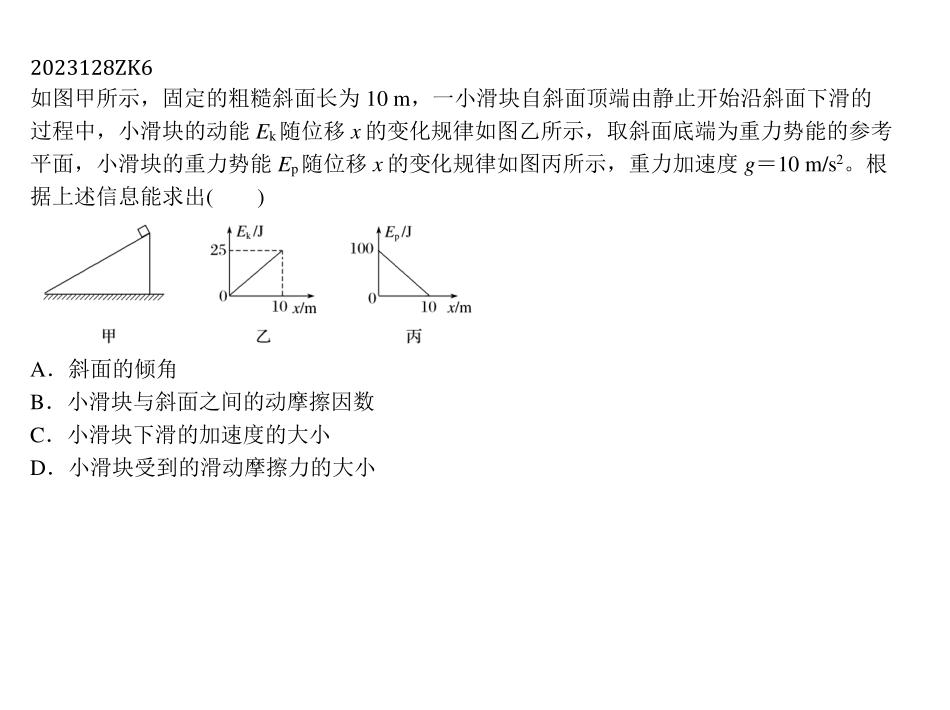 2023128ZK6
如图甲所示，固定的粗糙斜面长为 10 m，一小滑块自斜面顶端由静止开始沿斜面下滑的
过程中，小滑块的动能 Ek随位移 x 的变化规律如图乙所示，取斜面底端为重力势能的参考
平面，小滑块的重力势能 Ep随位移 x 的变化规律如图丙所示，重力加速度 g＝10 m/s²。根
据上述信息能求出(　　)
Ek/J
25
0
10 x/m
Ep/J
100
0
10 x/m
甲
乙
丙
A．斜面的倾角
B．小滑块与斜面之间的动摩擦因数
C．小滑块下滑的加速度的大小
D．小滑块受到的滑动摩擦力的大小